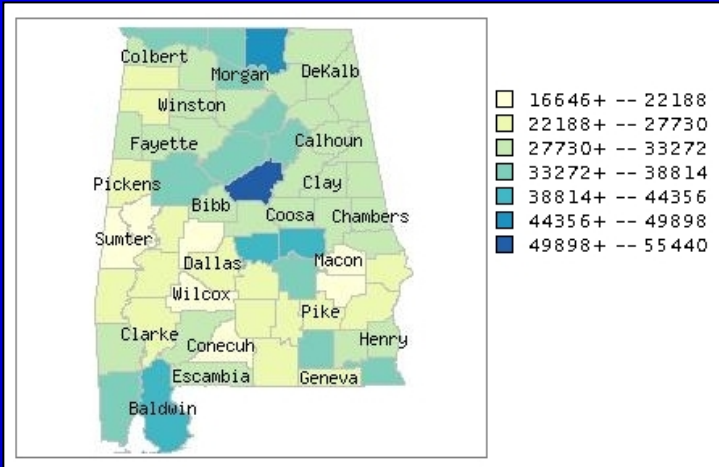 Colbert
Morgan
DeKalb
Winston
Fayette
Calhoun
Pickens
Clay
Bibb
Coosa
Chambers
Sumter
Dallas
Macon
Wilcox
Pike
Clarke
Conecuh
Henry
Escambia
Geneva
Baldwin
16646+ -- 22188
22188+ -- 27730
27730+ -- 33272
33272+ -- 38814
38814+ -- 44356
44356+ -- 49898
49898+ -- 55440